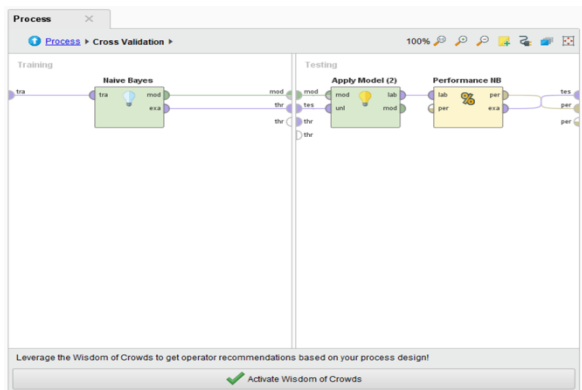 Process
Process ▸ Cross Validation ▸
100%
Training
Testing
Naive Bayes
Apply Model (2)
Performance NB
tra
tra
mod
exa
mod
thr
thr
mod
tes
thr
thr
mod
unl
lab
mod
lab
per
per
exa
tes
per
per
Leverage the Wisdom of Crowds to get operator recommendations based on your process design!
Activate Wisdom of Crowds